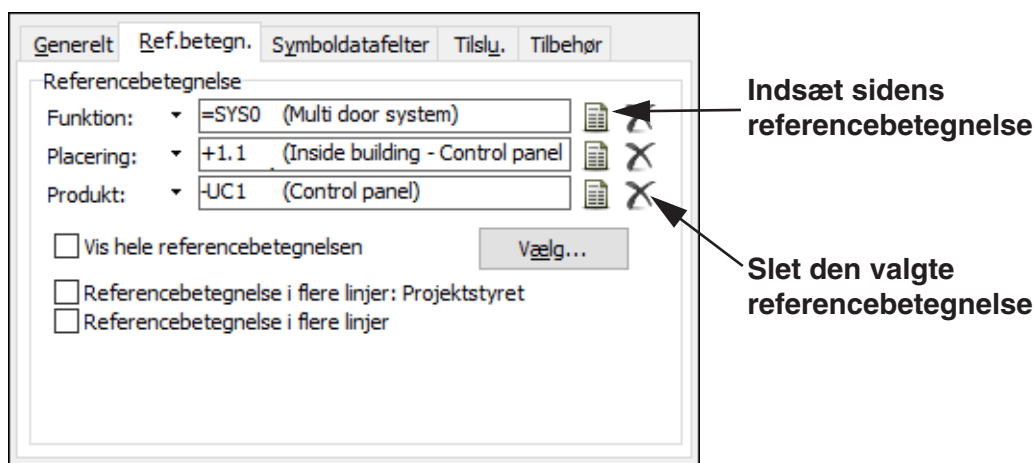 Generelt Ref.betegn. Symboldatafelter Tilslu. Tilbehør
Referencebetegnelse
Funktion: =SYS0 (Multi door system)
Placering: +1.1 (Inside building - Control panel
Produkt: -UC1 (Control panel)
Vis hele referencebetegnelsen Vælg...
Referencebetegnelse i flere linjer: Projektstyret
Referencebetegnelse i flere linjer
Indsæt sidens
referencebetegnelse
Slet den valgte
referencebetegnelse